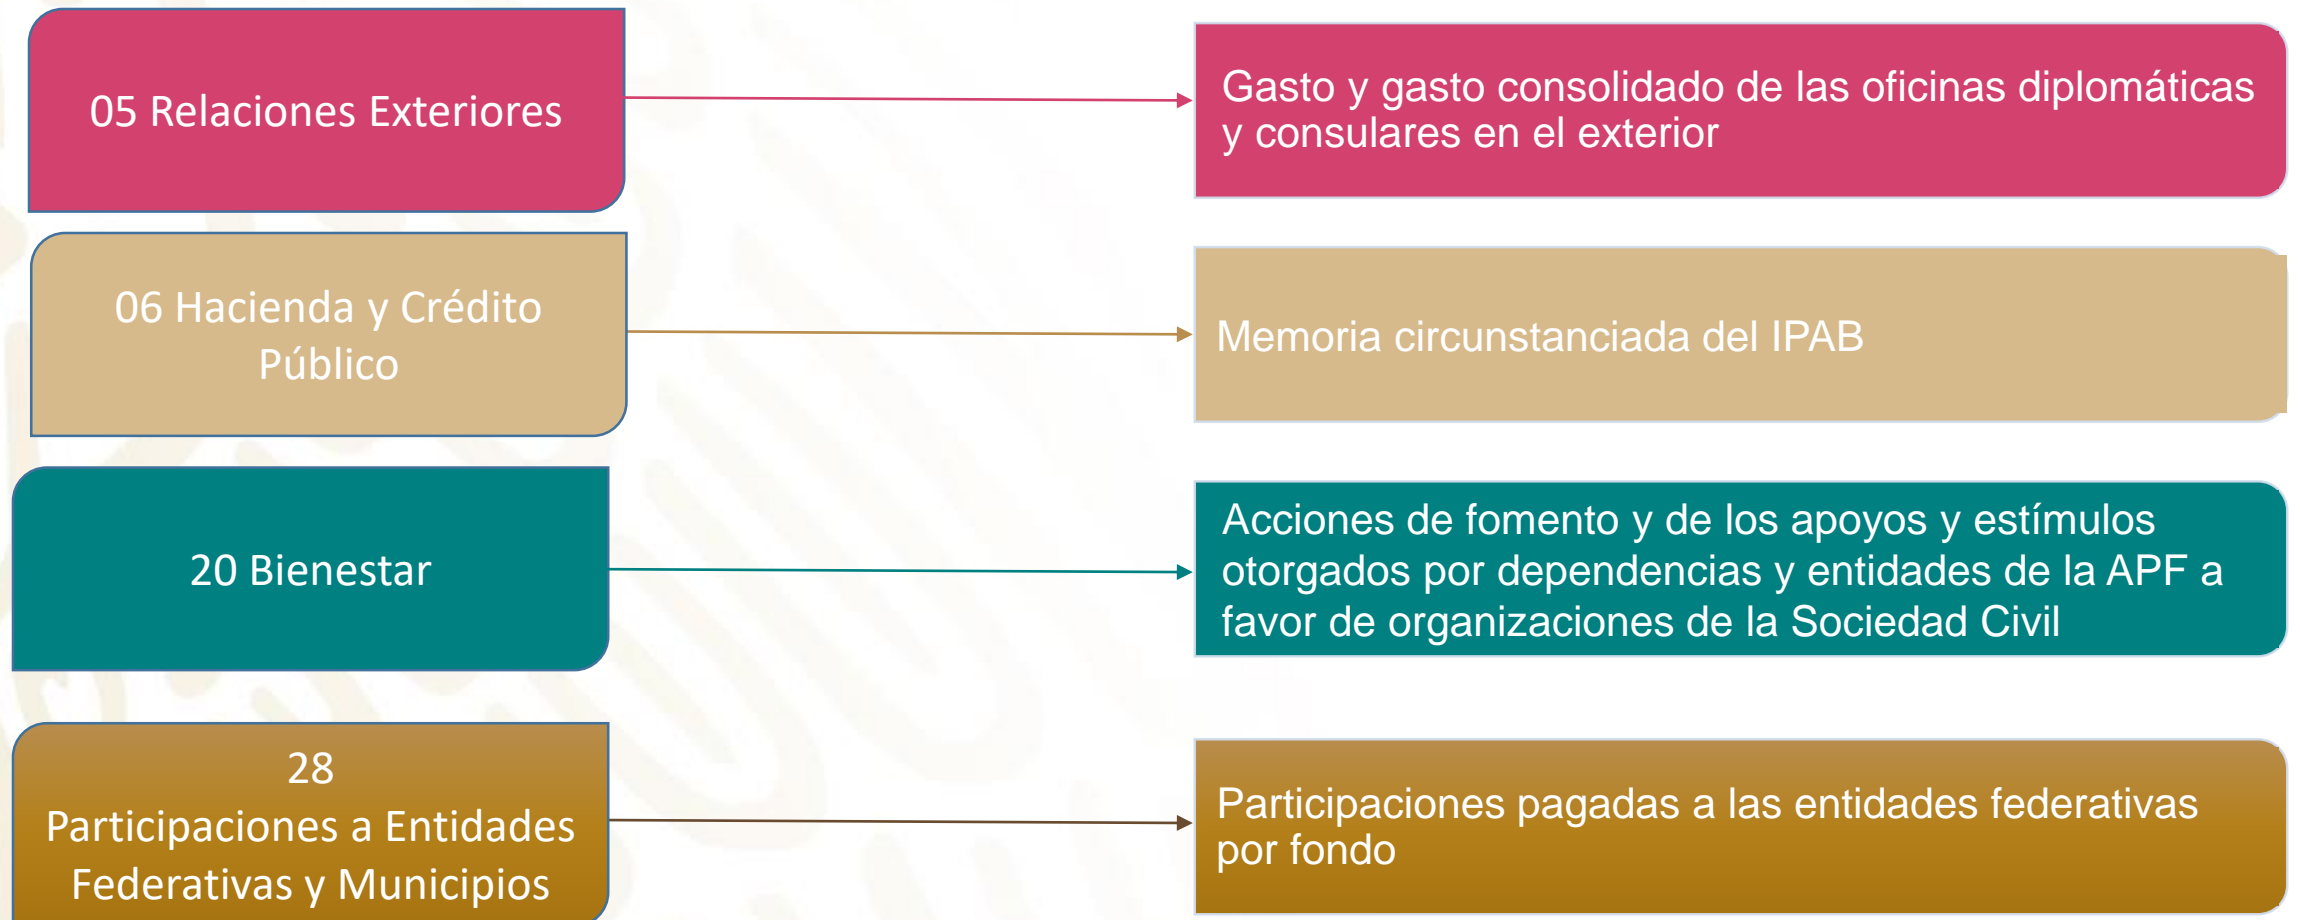 05 Relaciones Exteriores
Gasto y gasto consolidado de las oficinas diplomáticas
y consulares en el exterior
06 Hacienda y Crédito
Público
Memoria circunstanciada del IPAB
20 Bienestar
Acciones de fomento y de los apoyos y estímulos
otorgados por dependencias y entidades de la APF a
favor de organizaciones de la Sociedad Civil
28
Participaciones a Entidades
Federativas y Municipios
Participaciones pagadas a las entidades federativas
por fondo